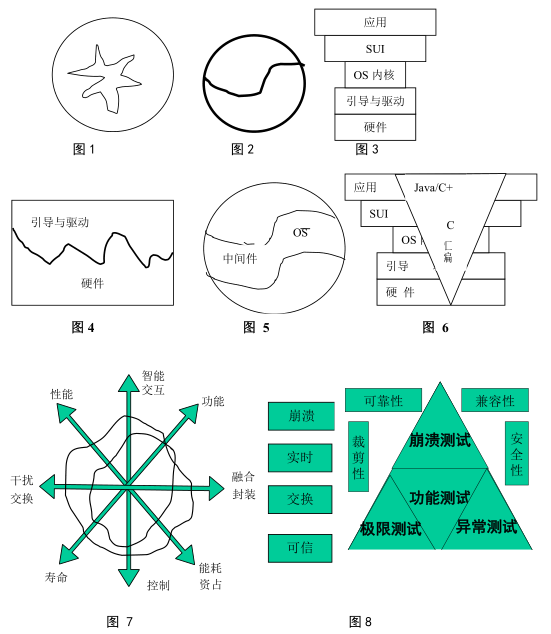 图1
图2
应用
SUI
OS 内核
引导与驱动
硬件
图3
引导与驱动
硬件
图4
OS
中间件
图 5
应用
Java/C+
SUI
C
OS
汇
编
引导
硬 件
图 6
智能
交互
性能
功能
干扰
交换
融合
封装
寿命
控制
能耗
资占
图 7
崩溃
实时
交换
可信
可靠性
兼容性
裁
剪
性
安
全
性
崩溃测试
功能测试
极限测试
异常测试
图8